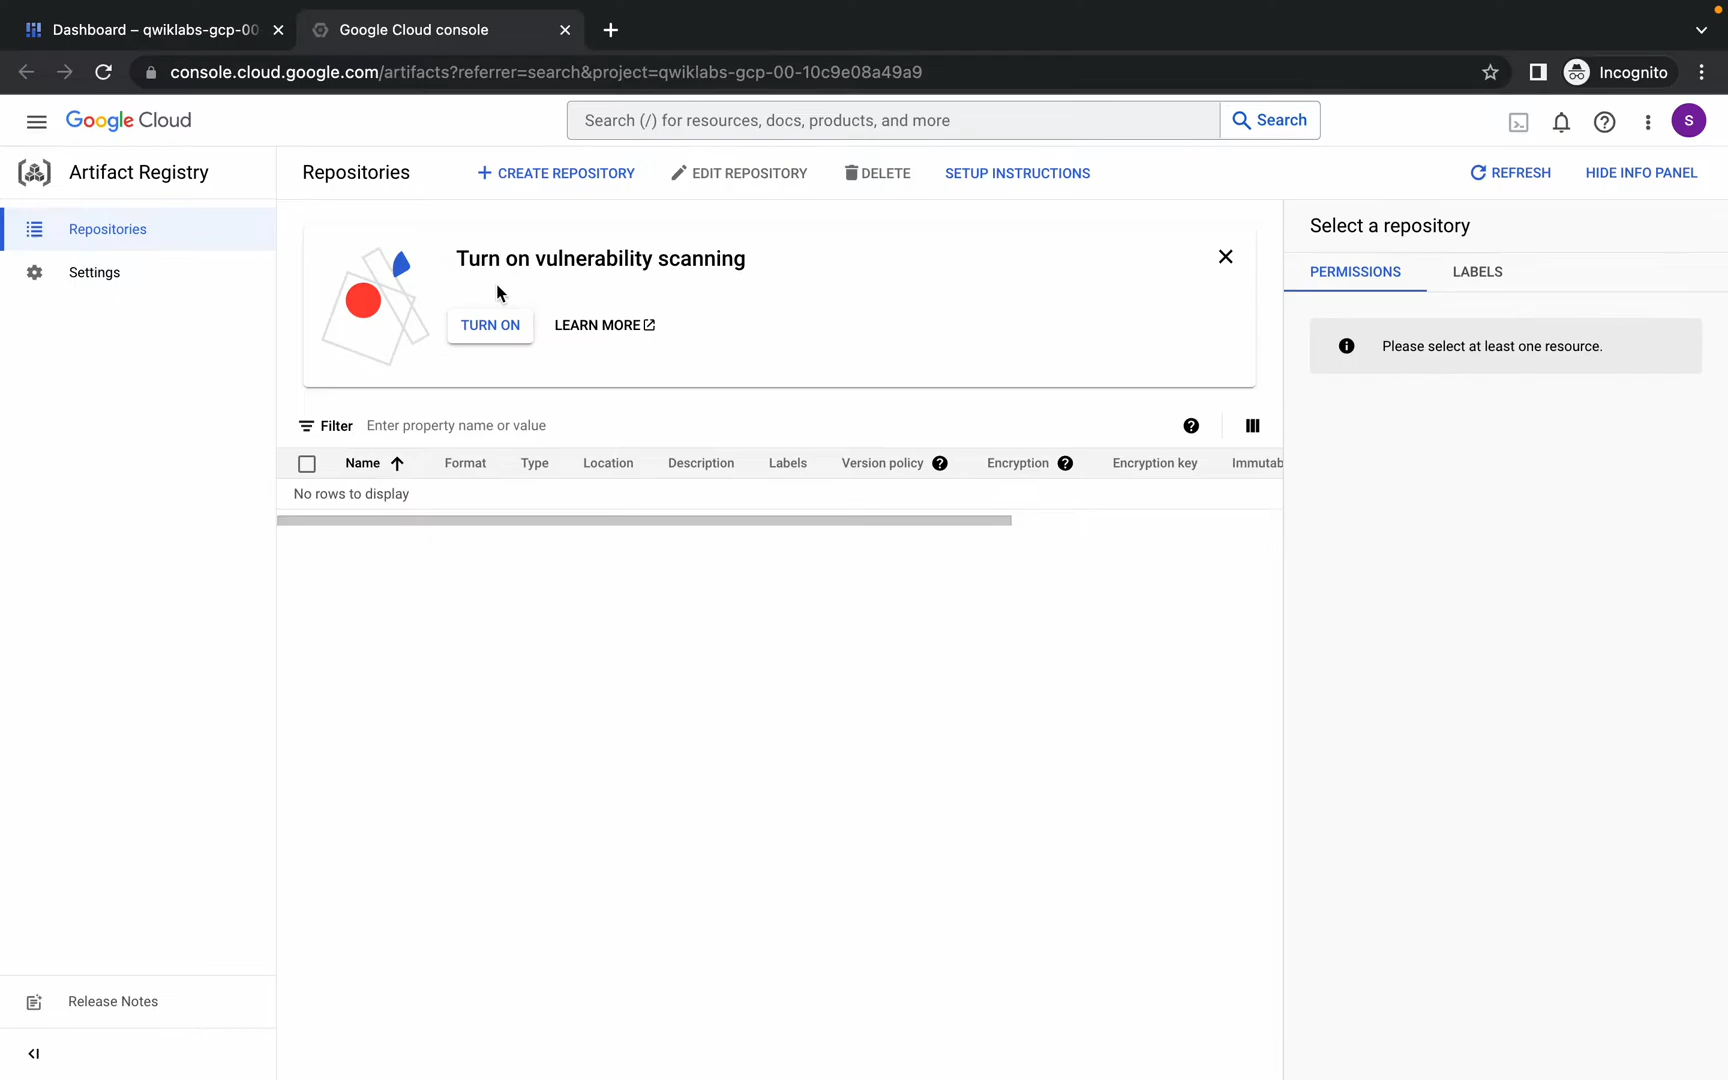 Dashboard – qwiklabs-gcp-00
Google Cloud console
console.cloud.google.com/artifacts?referrer=search&project=qwiklabs-gcp-00-10c9e08a49a9
Incognito
Google Cloud
Search (/) for resources, docs, products, and more
Search
S
Artifact Registry
Repositories
CREATE REPOSITORY
EDIT REPOSITORY
DELETE
SETUP INSTRUCTIONS
REFRESH
HIDE INFO PANEL
Repositories
Settings
Turn on vulnerability scanning
TURN ON
LEARN MORE
Filter
Enter property name or value
Name
Format
Type
Location
Description
Labels
Version policy
Encryption
Encryption key
Immutab
No rows to display
Select a repository
PERMISSIONS
LABELS
Please select at least one resource.
Release Notes